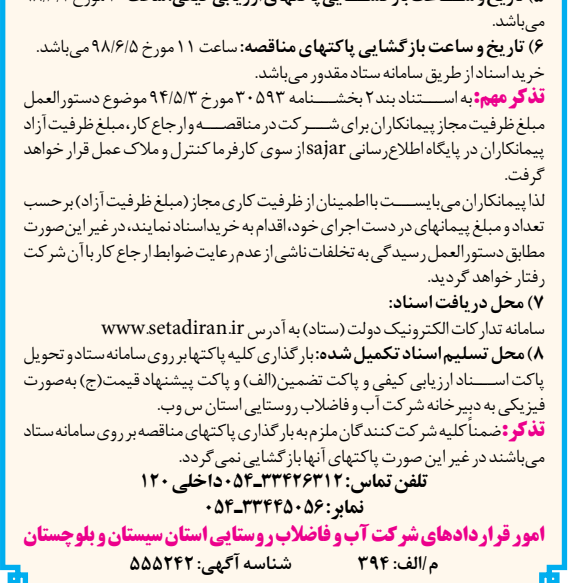 می‌باشد.
۶) تاریخ و ساعت بازگشایی پاکتهای مناقصه: ساعت ۱۱ مورخ ۹۸/۶/۵ می‌باشد.
خرید اسناد از طریق سامانه ستاد مقدور می‌باشد.
تذکر مهم: به استناد بند۲ بخشنامه ۳۰۵۹۳ مورخ ۹۴/۵/۳ موضوع دستورالعمل
مبلغ ظرفیت مجاز پیمانکاران برای شرکت در مناقصه و ارجاع کار، مبلغ ظرفیت آزاد
پیمانکاران در پایگاه اطلاع‌رسانی sajar از سوی کارفرما کنترل و ملاک عمل قرار خواهد
گرفت.
لذا پیمانکاران می‌بایست بااطمینان از ظرفیت کاری مجاز (مبلغ ظرفیت آزاد) برحسب
تعداد و مبلغ پیمانهای در دست اجرای خود، اقدام به خرید اسناد نمایند، در غیر این صورت
مطابق دستورالعمل رسیدگی به تخلفات ناشی از عدم رعایت ضوابط ارجاع کار با آن شرکت
رفتار خواهد گردید.
۷) محل دریافت اسناد:
سامانه تدارکات الکترونیک دولت (ستاد) به آدرس www.setadiran.ir
۸) محل تسلیم اسناد تکمیل شده: بارگذاری کلیه پاکتها بر روی سامانه ستاد و تحویل
پاکت اسناد ارزیابی کیفی و پاکت تضمین(الف) و پاکت پیشنهاد قیمت(ج) به‌صورت
فیزیکی به دبیرخانه شرکت آب و فاضلاب روستایی استان س وب.
تذکر: ضمناً کلیه شرکت کنندگان ملزم به بارگذاری پاکتهای مناقصه بر روی سامانه ستاد
می‌باشند در غیر این صورت پاکتهای آنها بازگشایی نمی گردد.
تلفن تماس: ۳۳۴۲۶۳۱۲-۰۵۴ داخلی ۱۲۰
نمابر: ۳۳۴۴۵۰۵۶-۰۵۴
امور قراردادهای شرکت آب و فاضلاب روستایی استان سیستان و بلوچستان
م/الف: ۳۹۴ شناسه آگهی: ۵۵۵۲۴۲